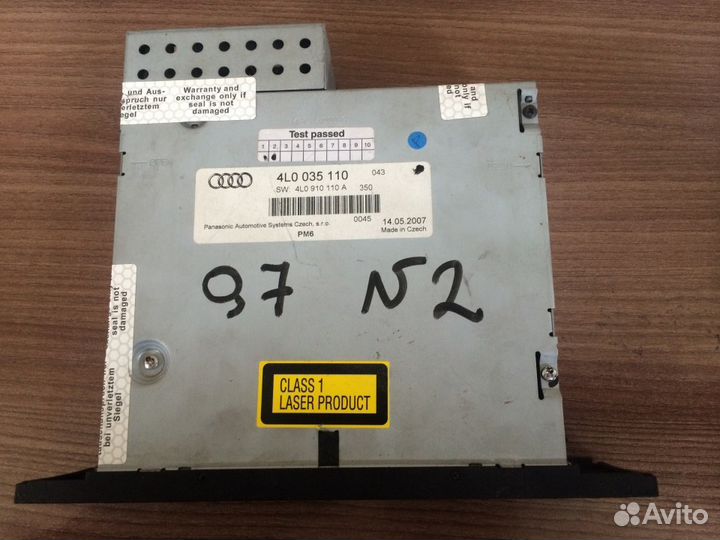 und Aus-
spruch nur
Siegel
Warranty and
exchange only if
seal is not
damaged
Test passed
1 2 3 4 5 6 7 8 9 10
4L0 035 110 043
SW: 4L0 910 110 A 350
0045
14.05.2007
Panasonic Automotive Systems Czech, s.r.o.
Made in Czech
PM6
97 N2
seal is not
damaged
bei unverletztem
Siegel
CLASS 1
LASER PRODUCT
Avito